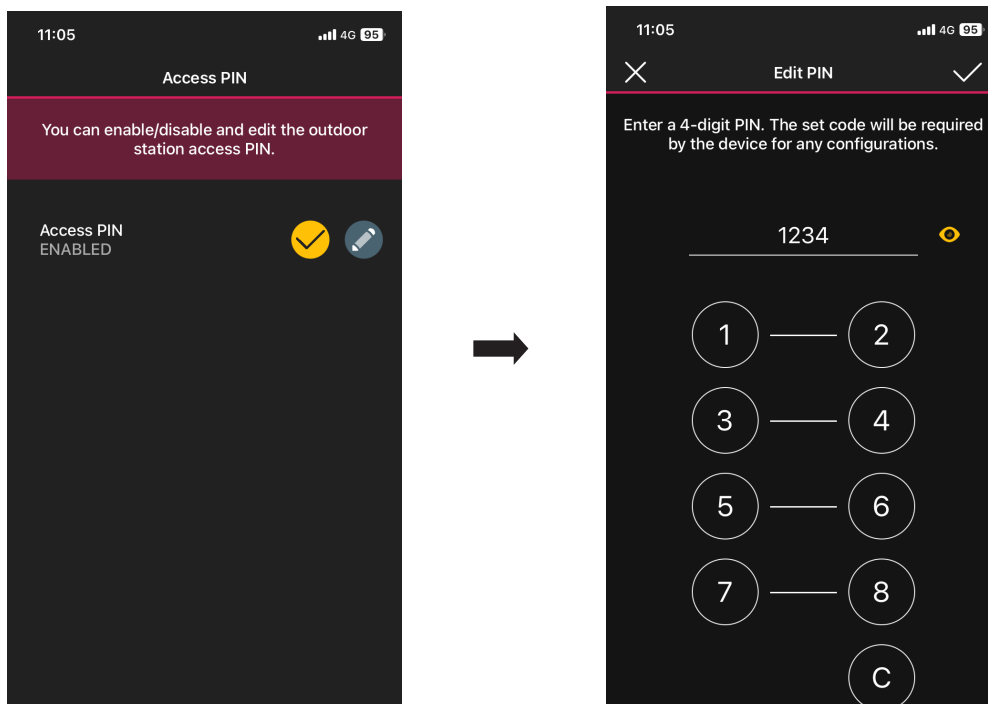 11:05
4G 95
Access PIN
You can enable/disable and edit the outdoor
station access PIN.
Access PIN
ENABLED
11:05
4G 95
Edit PIN
Enter a 4-digit PIN. The set code will be required
by the device for any configurations.
1234
1 2
3 4
5 6
7 8
C